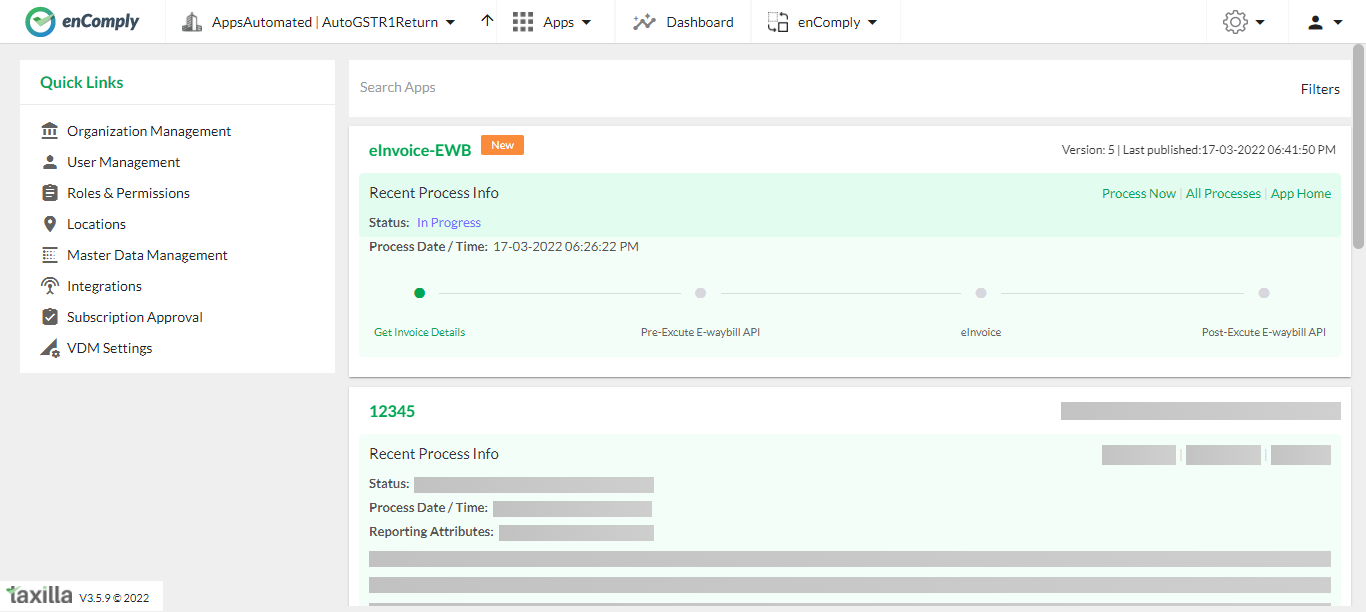 enComply AppsAutomated | AutoGSTR1Return Apps Dashboard enComply
Quick Links
Organization Management
User Management
Roles & Permissions
Locations
Master Data Management
Integrations
Subscription Approval
VDM Settings
Search Apps
Filters
eInvoice-EWB New Version: 5 | Last published:17-03-2022 06:41:50 PM
Recent Process Info Process Now | All Processes | App Home
Status: In Progress
Process Date / Time: 17-03-2022 06:26:22 PM
Get Invoice Details Pre-Excute E-waybill API eInvoice Post-Excute E-waybill API
12345
Recent Process Info
Status:
Process Date / Time:
Reporting Attributes:
taxilla V3.5.9 © 2022